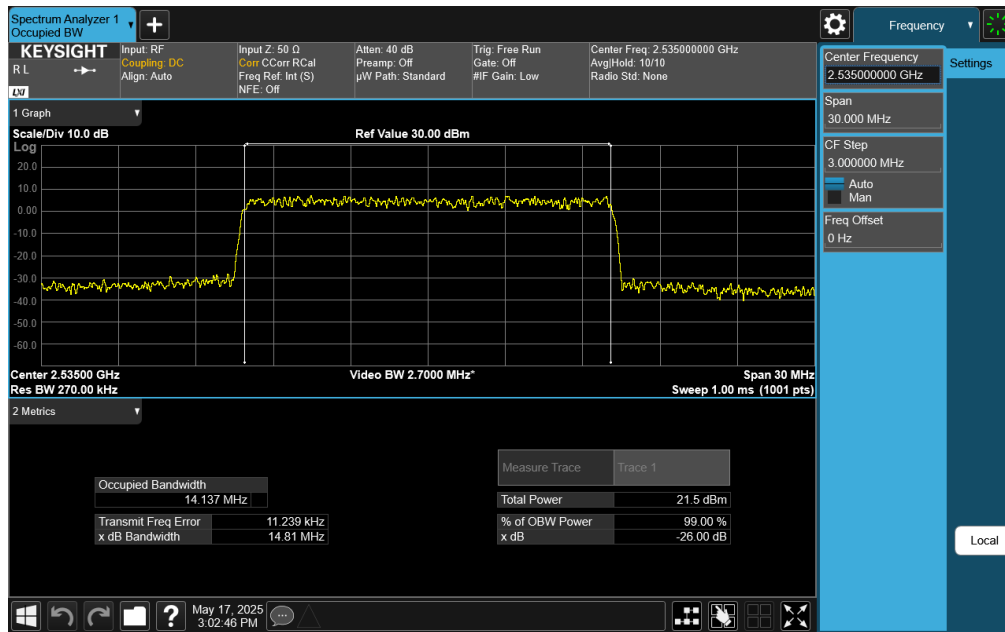 Spectrum Analyzer 1
Occupied BW
Frequency
KEYSIGHT
R L
LXI
Input: RF
Coupling: DC
Align: Auto
Input Z: 50 Ω
Corr CCorr RCal
Freq Ref: Int (S)
NFE: Off
Atten: 40 dB
Preamp: Off
µW Path: Standard
Trig: Free Run
Gate: Off
#IF Gain: Low
Center Freq: 2.535000000 GHz
Avg|Hold: 10/10
Radio Std: None
Center Frequency
2.535000000 GHz
Settings
Span
30.000 MHz
CF Step
3.000000 MHz
Auto
Man
Freq Offset
0 Hz
Local
1 Graph
Scale/Div 10.0 dB
Ref Value 30.00 dBm
Log
20.0
10.0
0.00
-10.0
-20.0
-30.0
-40.0
-50.0
-60.0
Center 2.53500 GHz
Video BW 2.7000 MHz*
Span 30 MHz
Res BW 270.00 kHz
Sweep 1.00 ms (1001 pts)
2 Metrics
Measure Trace
Trace 1
Occupied Bandwidth
14.137 MHz
Total Power
21.5 dBm
Transmit Freq Error
11.239 kHz
% of OBW Power
99.00 %
x dB Bandwidth
14.81 MHz
x dB
-26.00 dB
?
May 17, 2025
3:02:46 PM